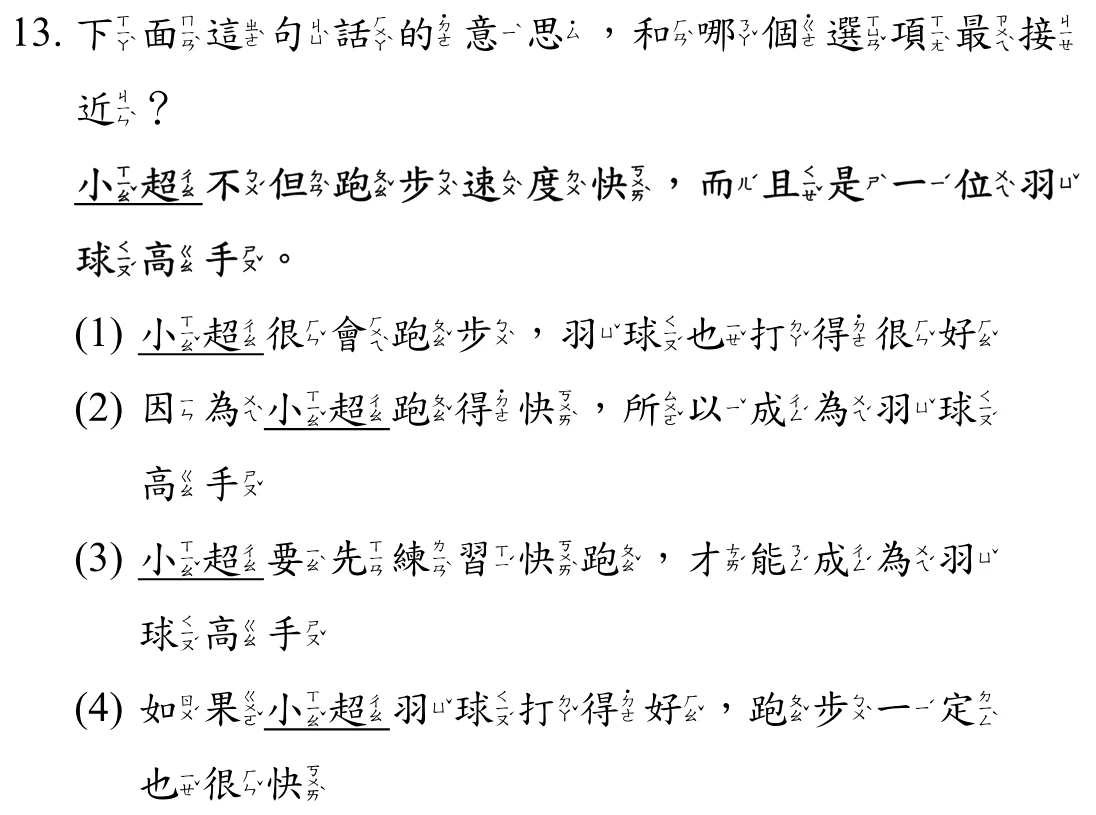 13. 下面這句話的意思，和哪個選項最接
近？
小超不但跑步速度快，而且是一位羽
球高手。
(1) 小超很會跑步，羽球也打得很好
(2) 因為小超跑得快，所以成為羽球
高手
(3) 小超要先練習快跑，才能成為羽
球高手
(4) 如果小超羽球打得好，跑步一定
也很快